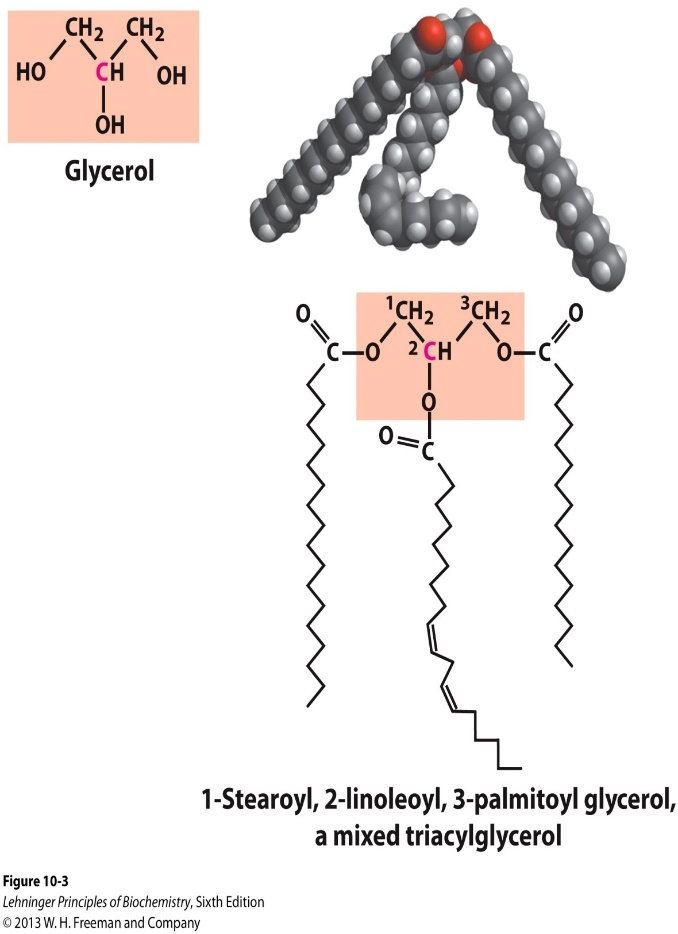 CH₂ CH₂
HO CH OH
OH
Glycerol
¹CH₂ ³CH₂
O O
C O ²CH O C
O
O
C
1-Stearoyl, 2-linoleoyl, 3-palmitoyl glycerol,
a mixed triacylglycerol
Figure 10-3
Lehninger Principles of Biochemistry, Sixth Edition
© 2013 W. H. Freeman and Company